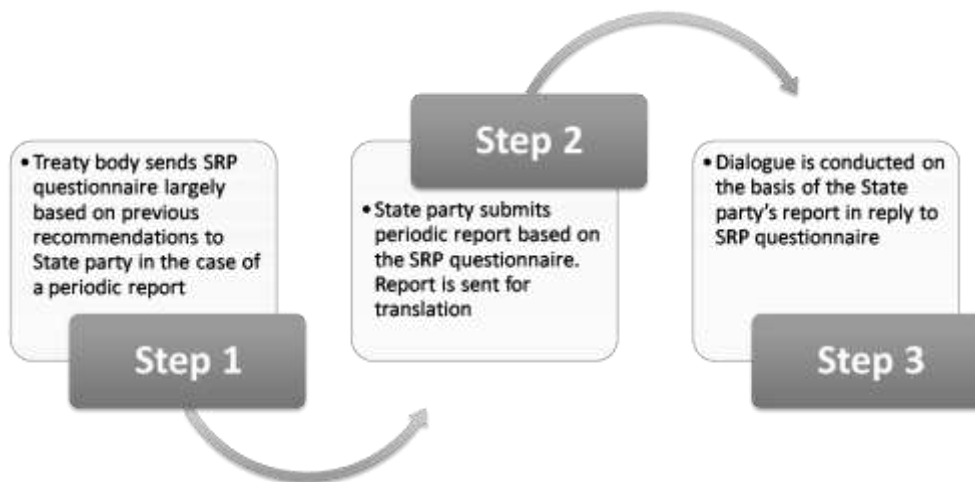 • Treaty body sends SRP
questionnaire largely
based on previous
recommendations to
State party in the case of
a periodic report
Step 1
Step 2
• State party submits
periodic report based on
the SRP questionnaire.
Report is sent for
translation
• Dialogue is conducted on
the basis of the State
party's report in reply to
SRP questionnaire
Step 3